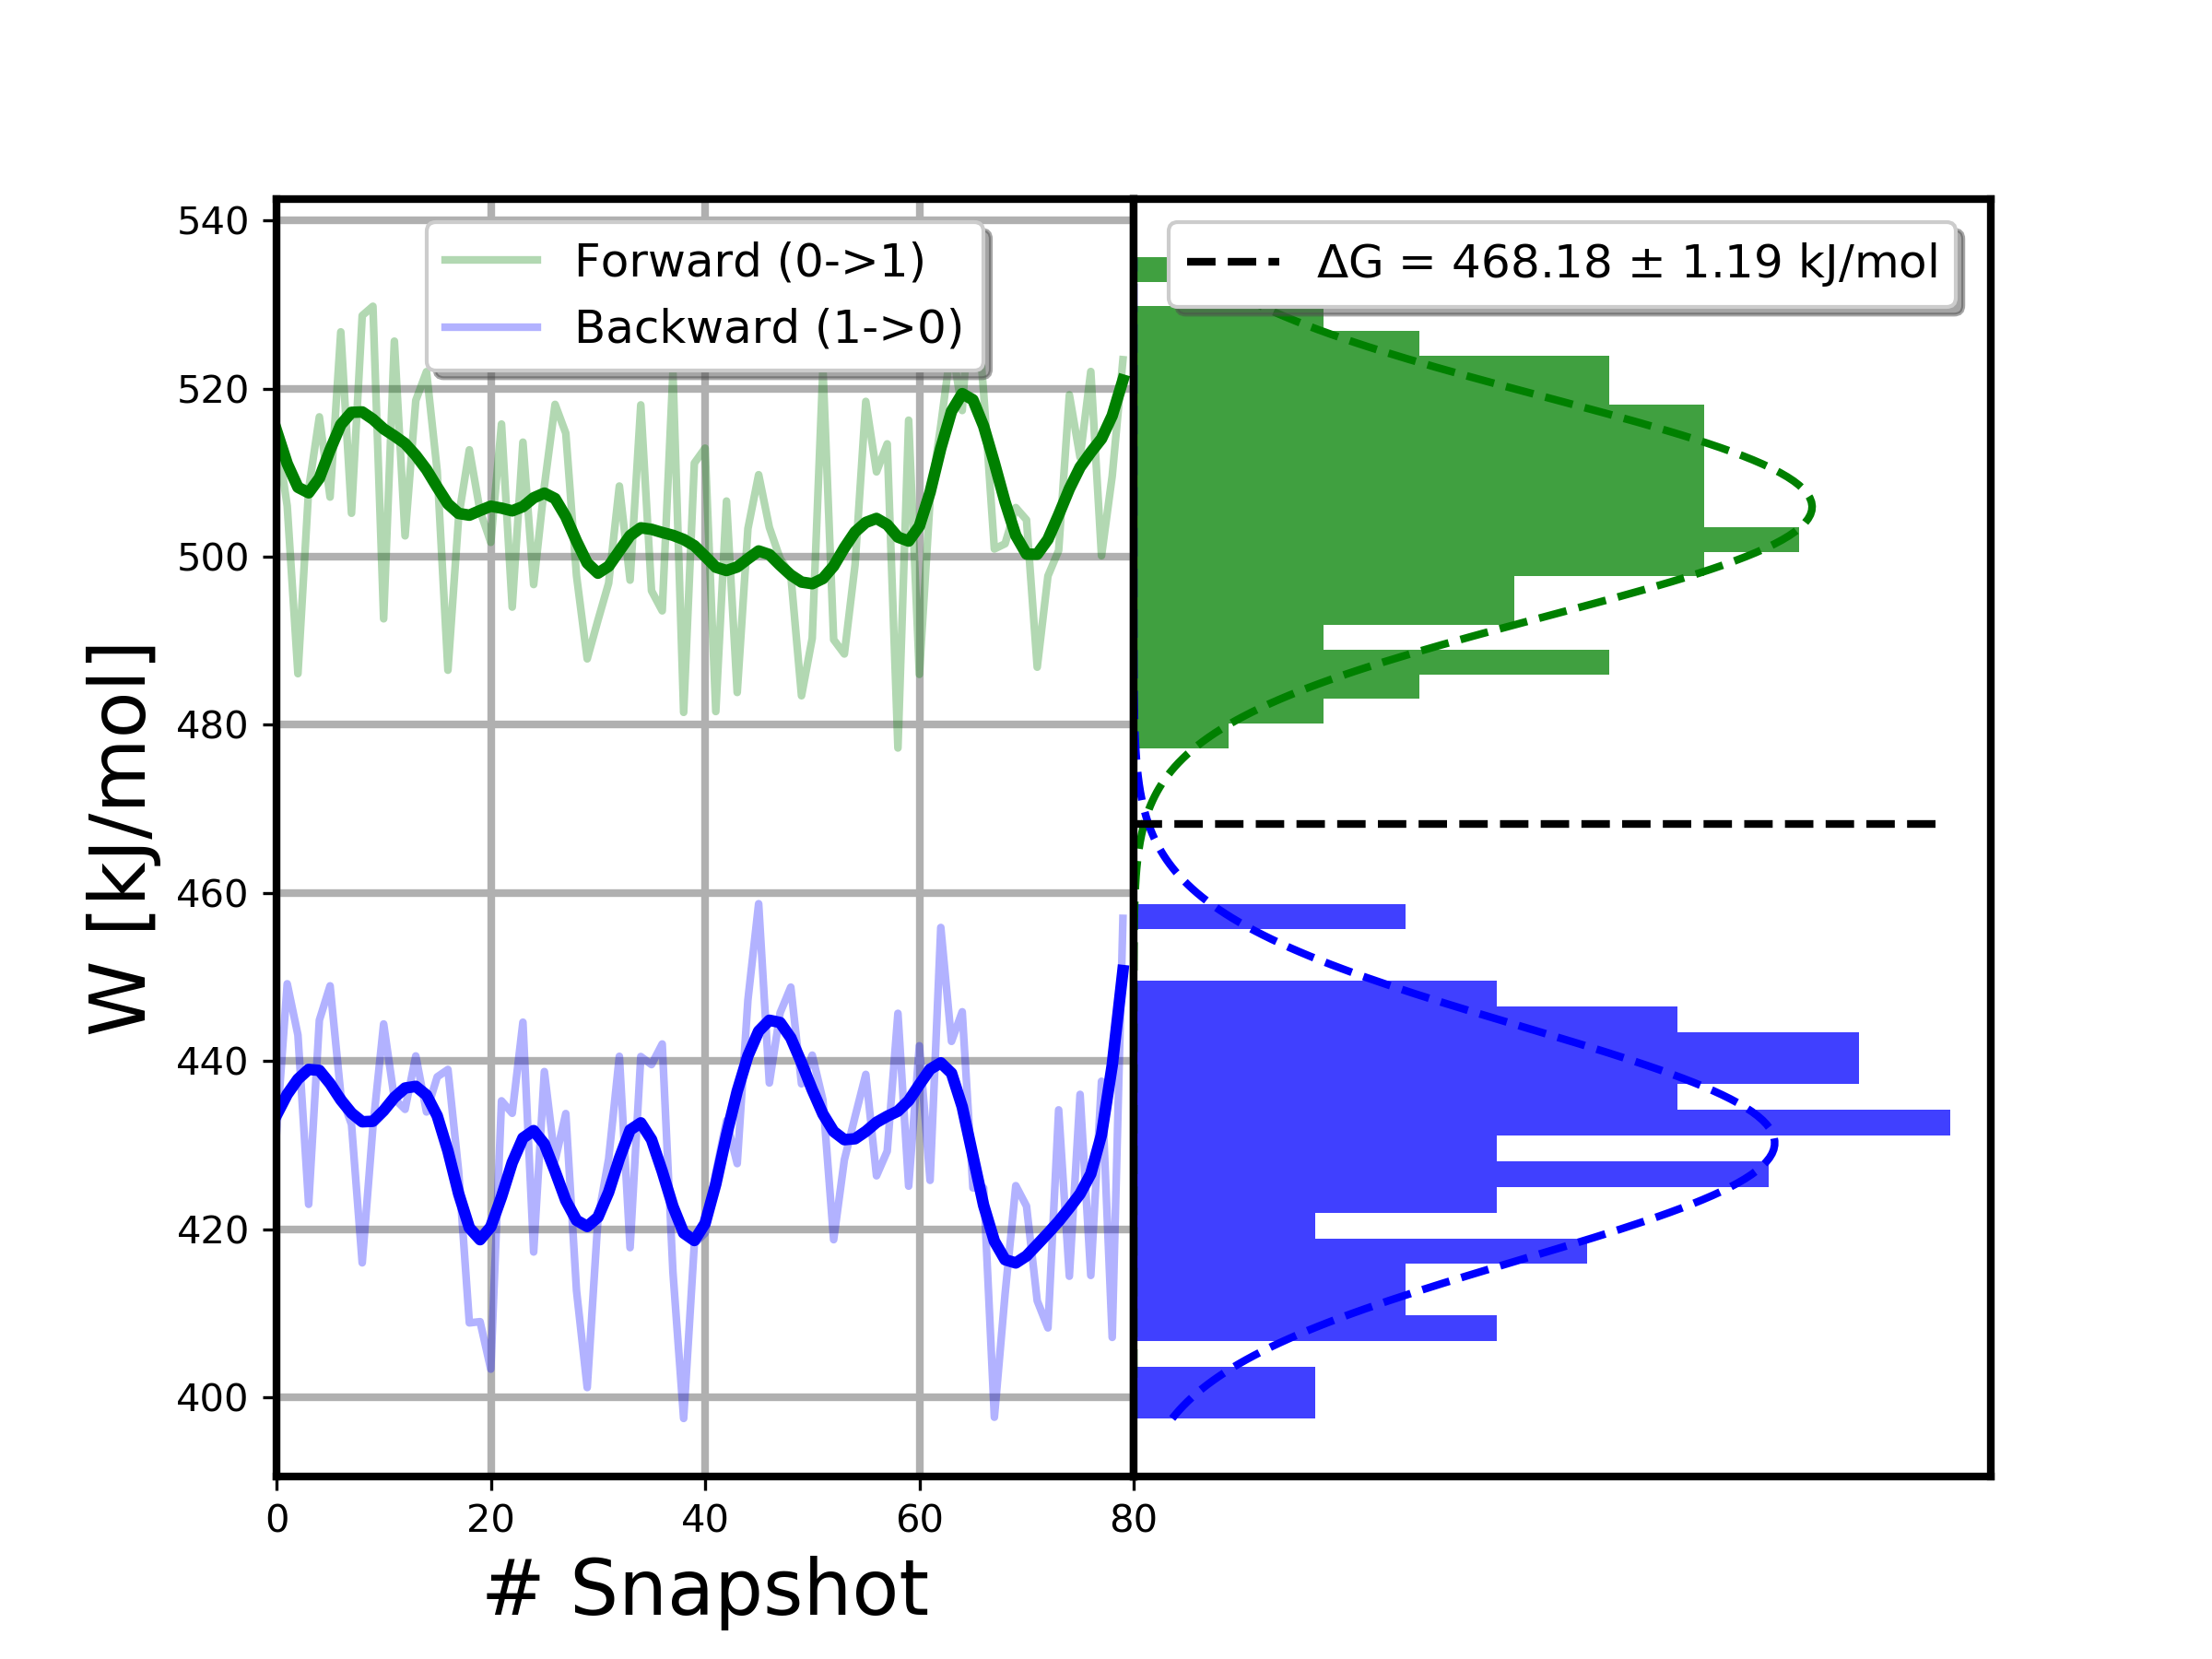 540
520
500
480
460
440
420
400
W [kJ/mol]
Forward (0->1)
Backward (1->0)
ΔG = 468.18 ± 1.19 kJ/mol
0 20 40 60 80
# Snapshot